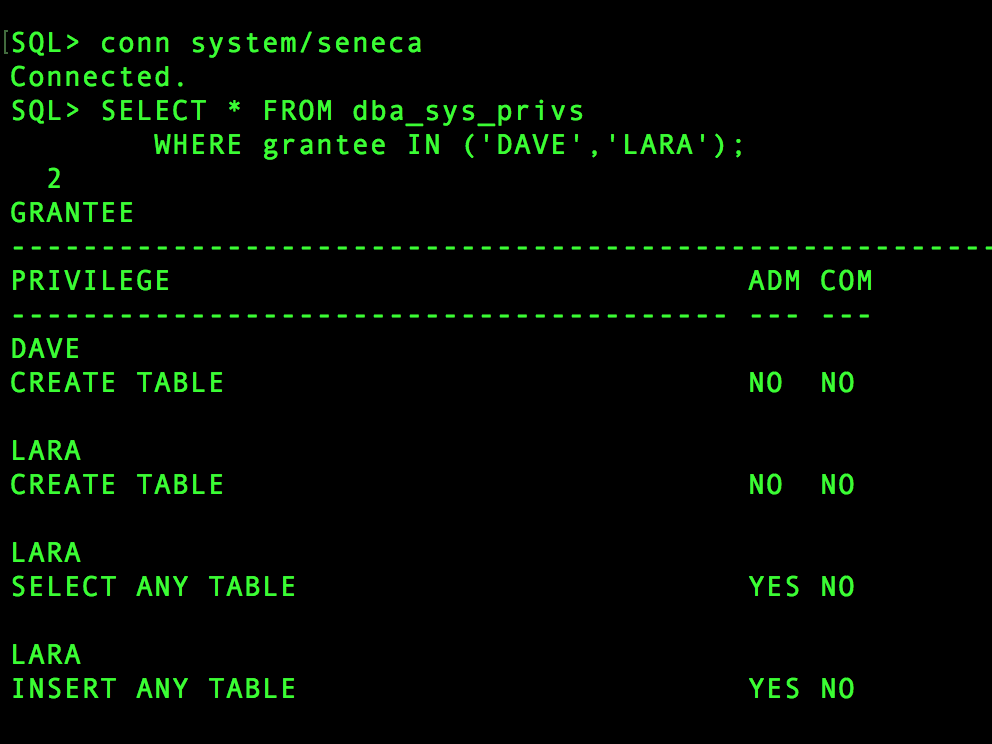 SQL> conn system/seneca
Connected.
SQL> SELECT * FROM dba_sys_privs
WHERE grantee IN ('DAVE','LARA');
2
GRANTEE
--------------------------------------------------------
PRIVILEGE ADM COM
---------------------------------------- --- ---
DAVE
CREATE TABLE NO NO
LARA
CREATE TABLE NO NO
LARA
SELECT ANY TABLE YES NO
LARA
INSERT ANY TABLE YES NO